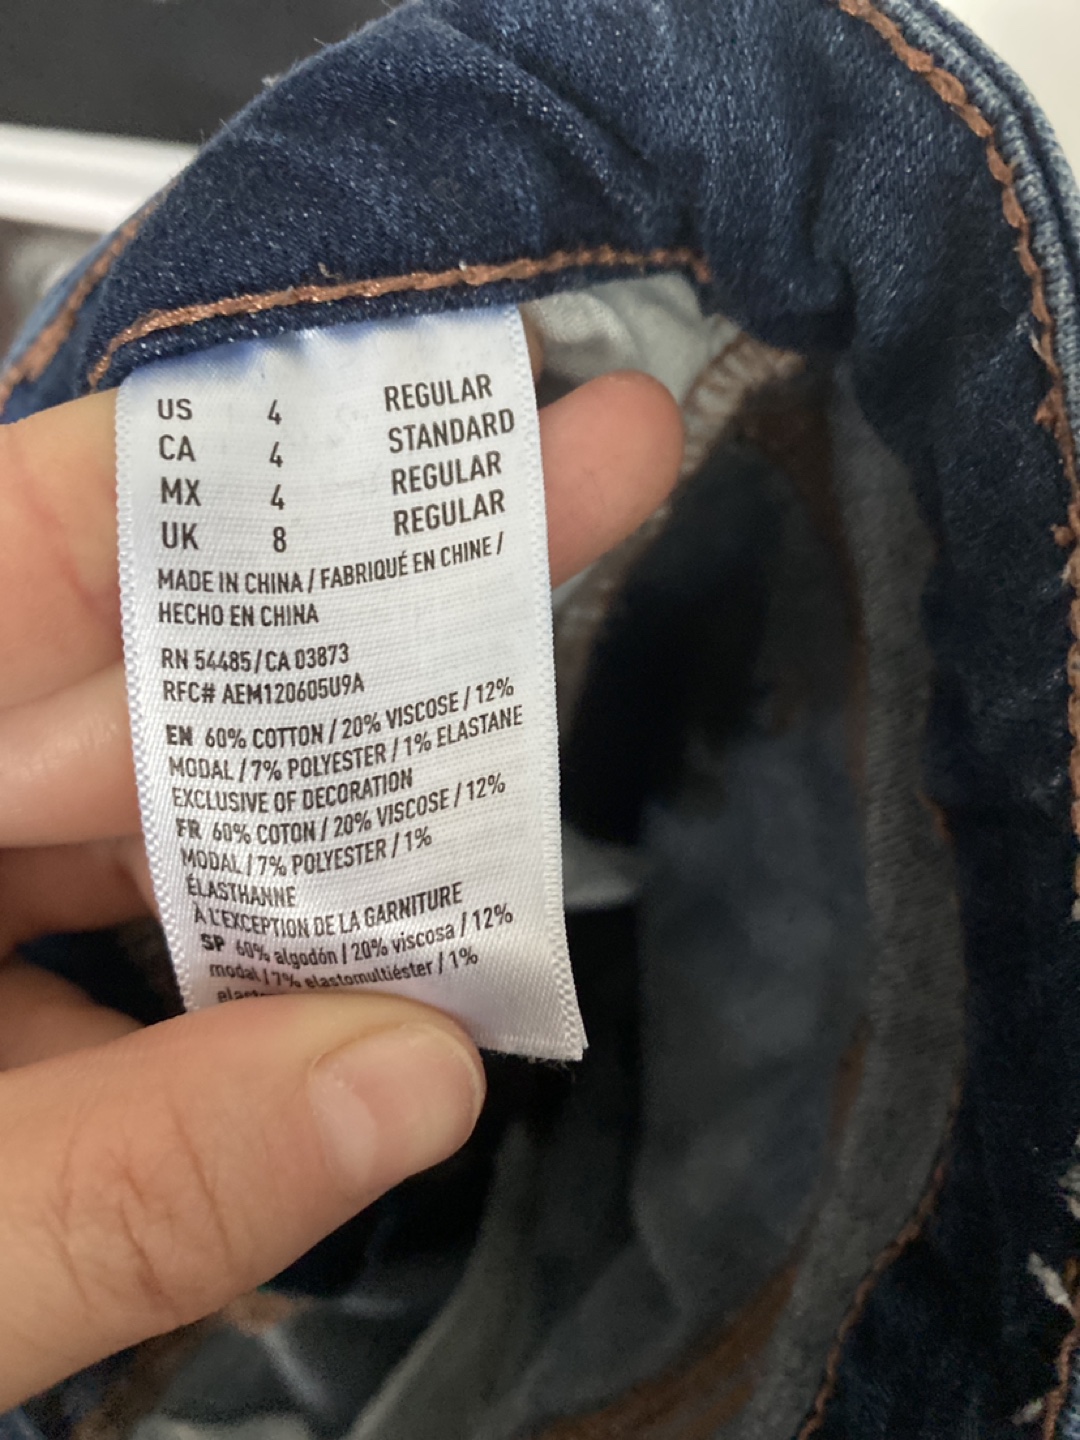 US 4 REGULAR
CA 4 STANDARD
MX 4 REGULAR
UK 8 REGULAR
MADE IN CHINA / FABRIQUÉ EN CHINE /
HECHO EN CHINA
RN 54485 / CA 03873
RFC# AEM120605U9A
EN 60% COTTON / 20% VISCOSE / 12%
MODAL / 7% POLYESTER / 1% ELASTANE
EXCLUSIVE OF DECORATION
FR 60% COTON / 20% VISCOSE / 12%
MODAL / 7% POLYESTER / 1%
ÉLASTHANNE
À L'EXCEPTION DE LA GARNITURE
SP 60% algodón / 20% viscosa / 12%
modal / 7% elastomultiéster / 1%